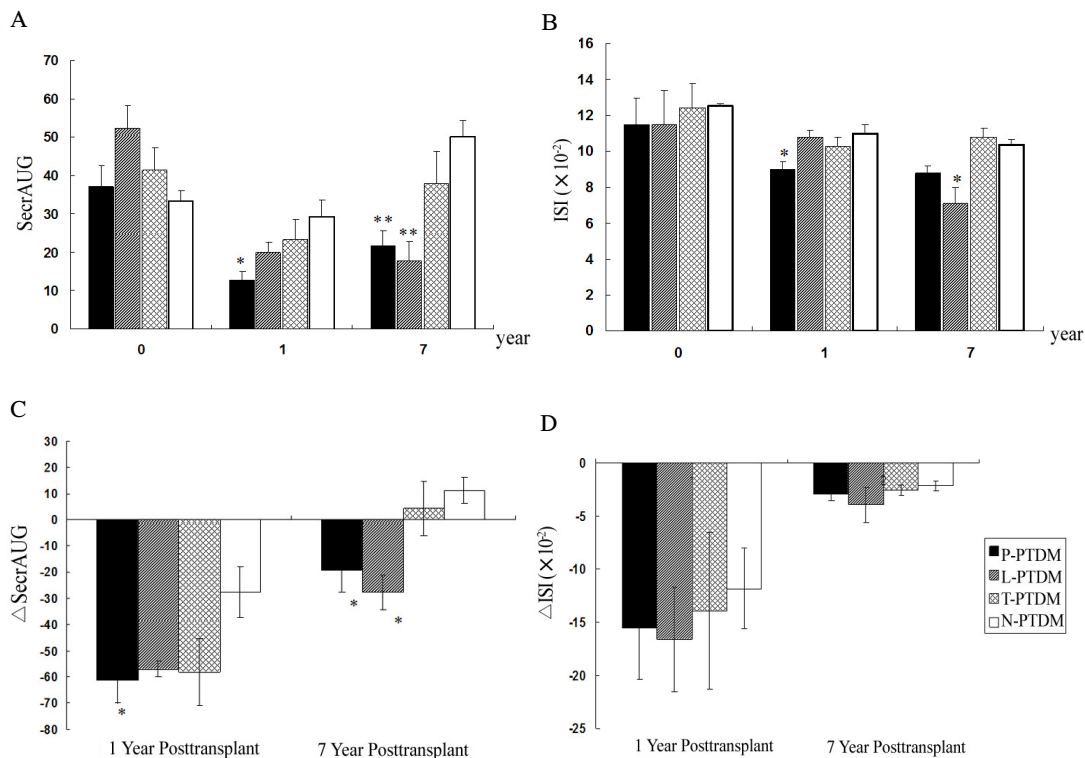 A
SecrAUG
70
60
50
40
30
20
10
0
*
**
**
0 1 7
year
B
ISI (×10-2)
16
14
12
10
8
6
4
2
0
*
*
0 1 7
year
C
△SecrAUG
30
20
10
0
-10
-20
-30
-40
-50
-60
-70
-80
*
*
*
1 Year Posttransplant 7 Year Posttransplant
D
△ISI (×10-2)
0
-5
-10
-15
-20
-25
2
1 Year Posttransplant 7 Year Posttransplant
P-PTDM
L-PTDM
T-PTDM
N-PTDM